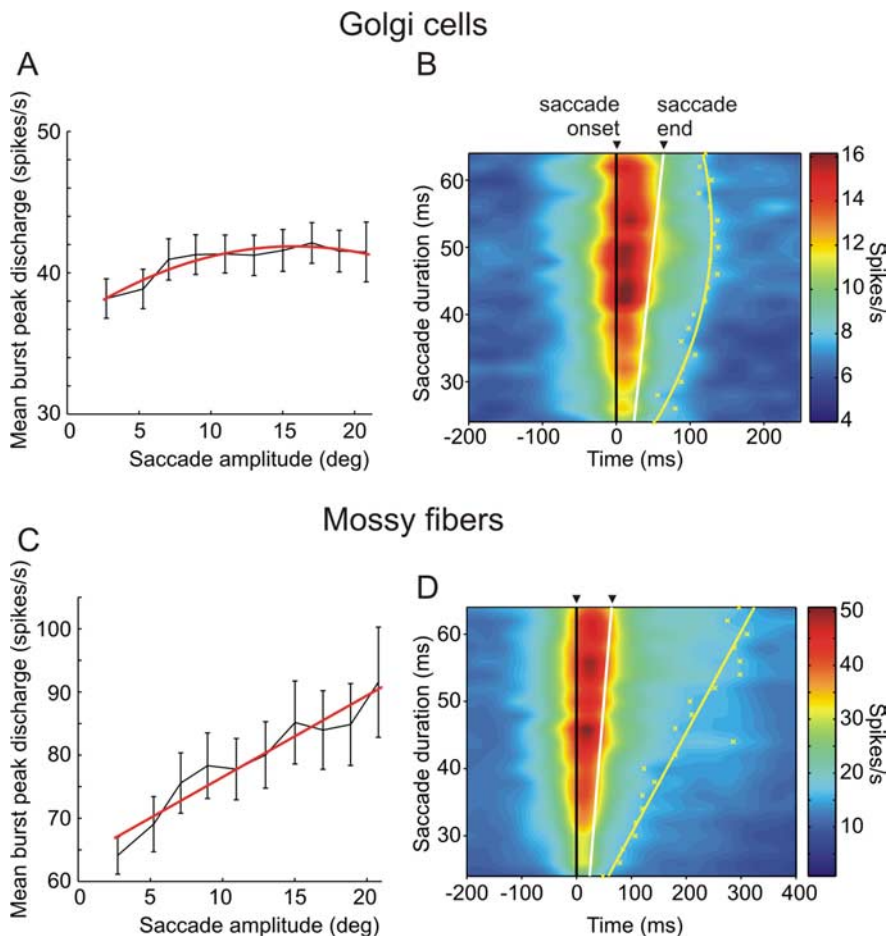 Golgi cells
A
Mean burst peak discharge (spikes/s)
50
40
30
0
5
10
15
20
Saccade amplitude (deg)
B
saccade onset
saccade end
Saccade duration (ms)
60
50
40
30
-200
-100
0
100
200
Time (ms)
16
14
12
10
8
6
4
Spikes/s
Mossy fibers
C
Mean burst peak discharge (spikes/s)
100
90
80
70
60
0
5
10
15
20
Saccade amplitude (deg)
D
Saccade duration (ms)
60
50
40
30
-200
-100
0
100
200
300
400
Time (ms)
50
40
30
20
10
Spikes/s